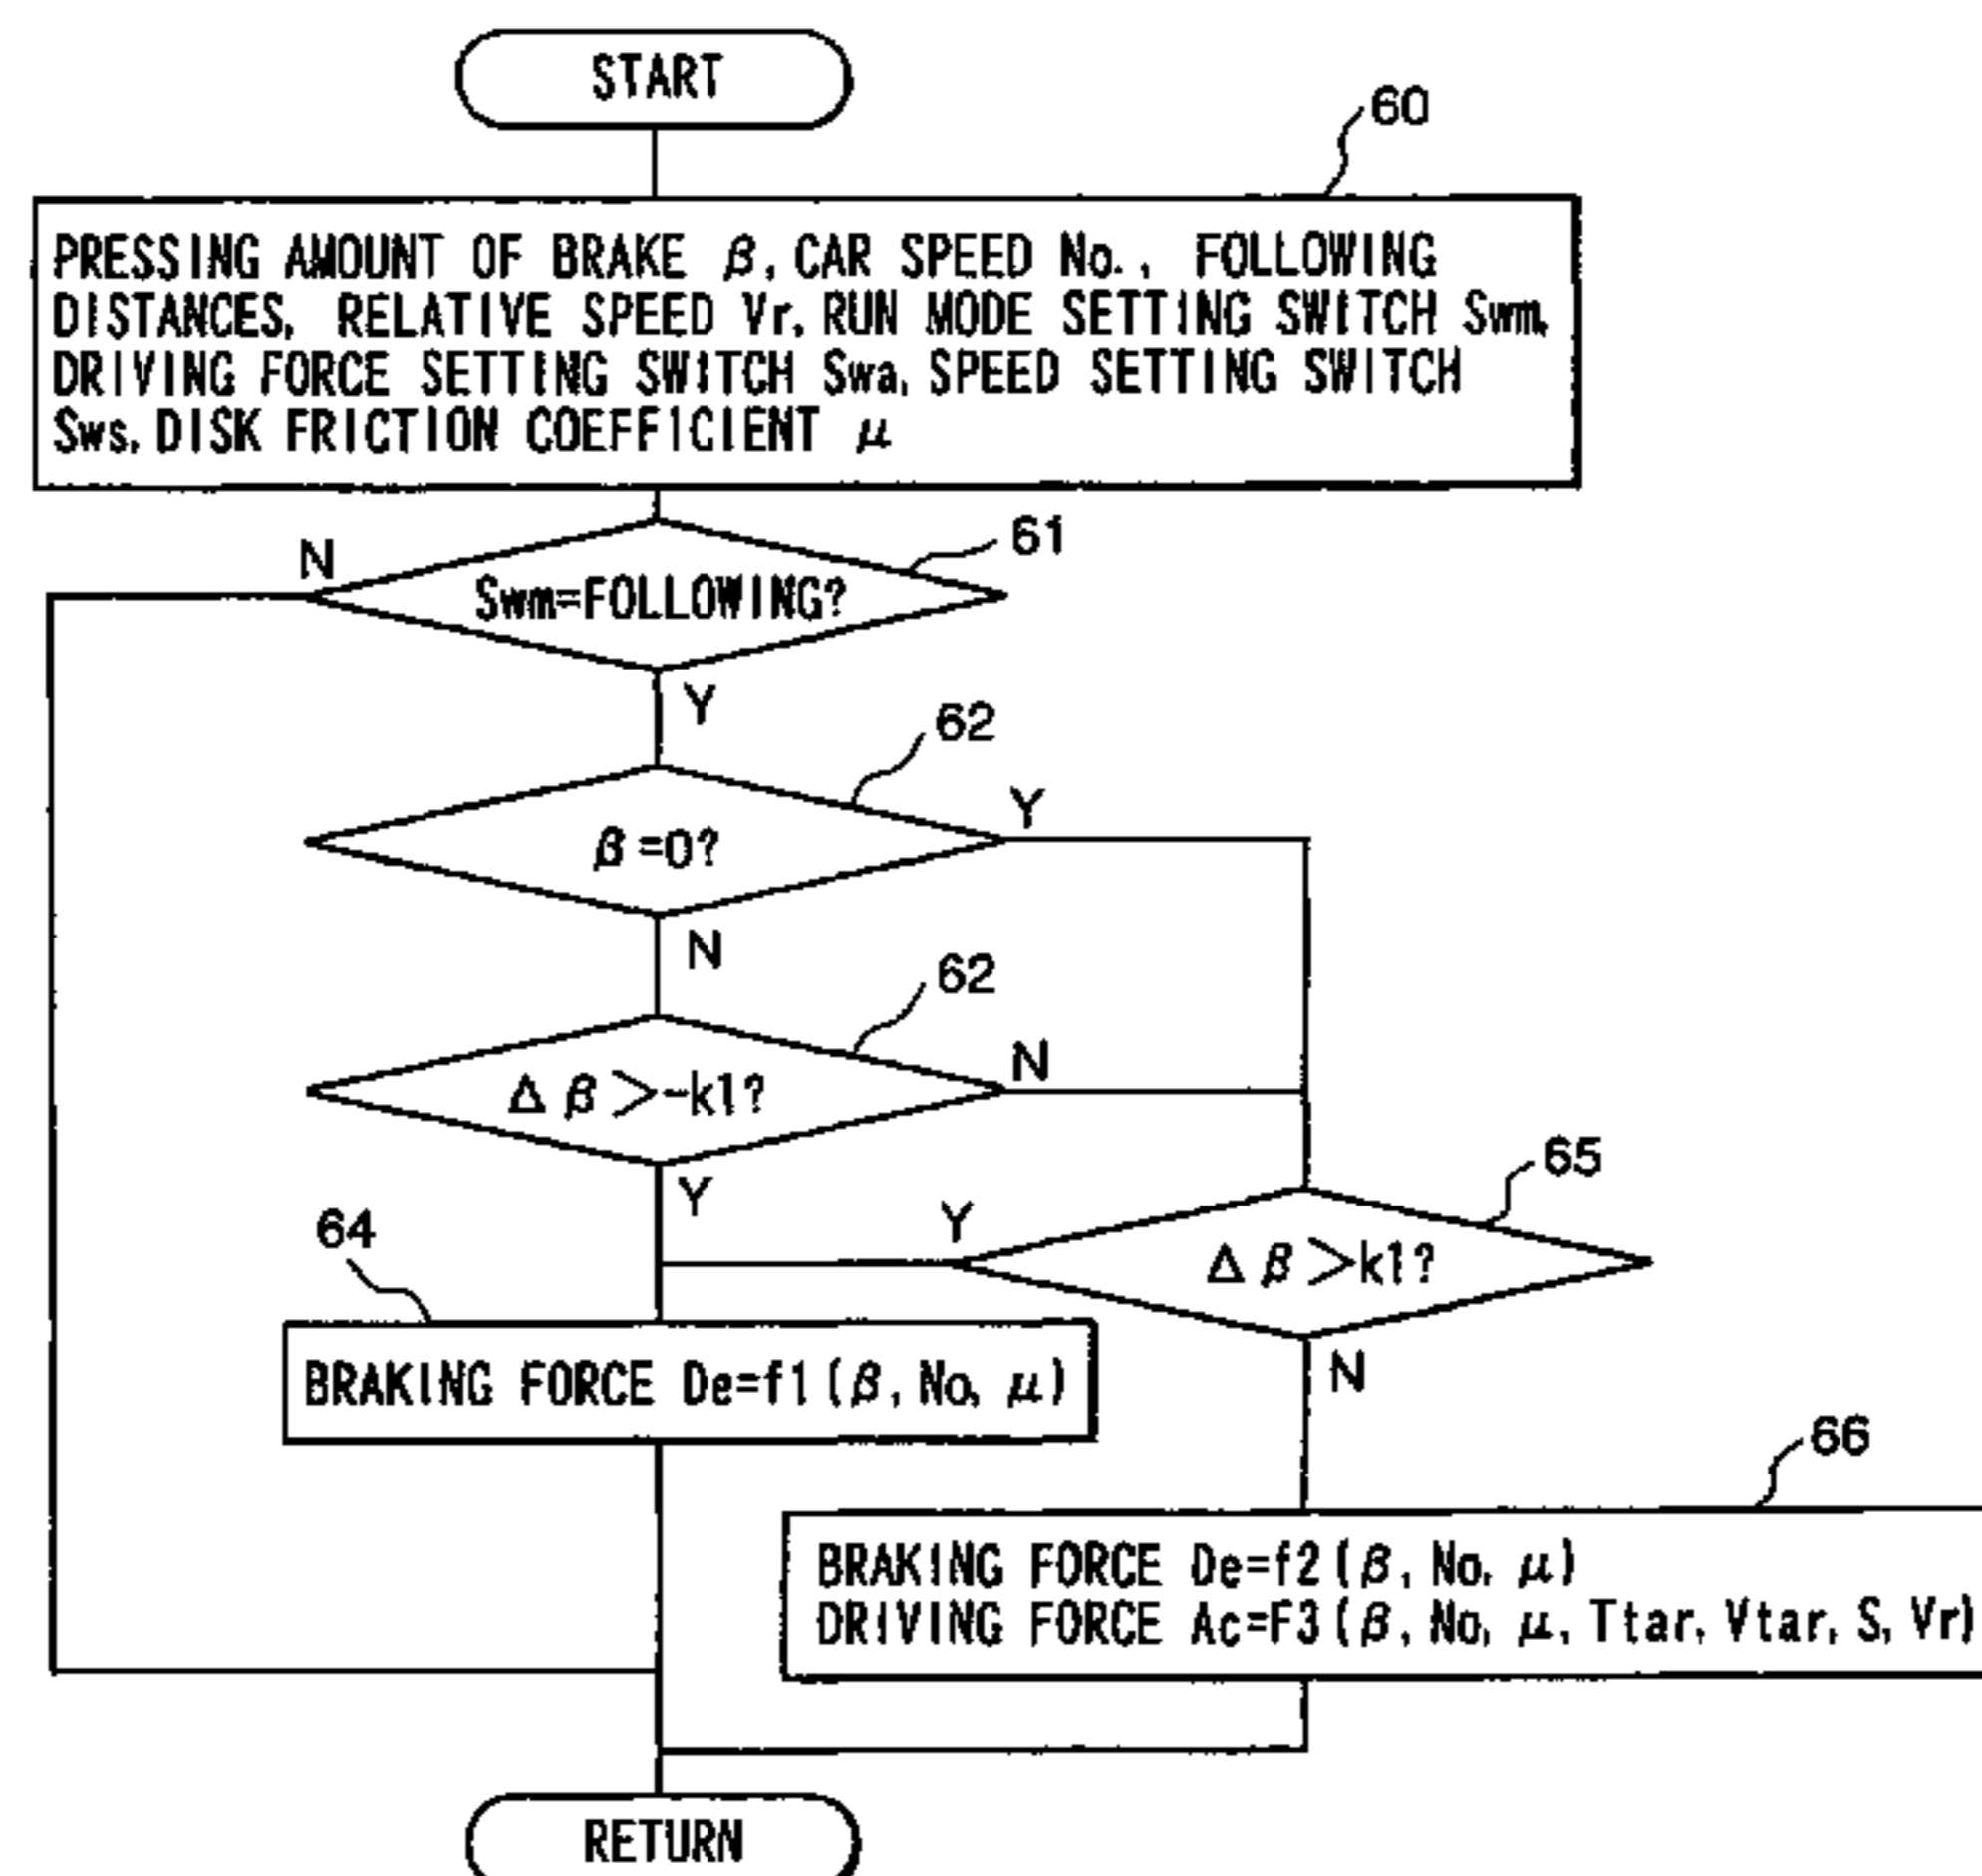 START
60
PRESSING AMOUNT OF BRAKE β, CAR SPEED No., FOLLOWING
DISTANCES, RELATIVE SPEED Vr, RUN MODE SETTING SWITCH Swm,
DRIVING FORCE SETTING SWITCH Swa, SPEED SETTING SWITCH
Sws, DISK FRICTION COEFFICIENT μ
61
N
Swm=FOLLOWING?
Y
62
Y
β=0?
N
62
N
Δβ>-k1?
Y
65
Y
Δβ>k1?
N
64
BRAKING FORCE De=f1(β, No, μ)
66
BRAKING FORCE De=f2(β, No, μ)
DRIVING FORCE Ac=F3(β, No, μ, Ttar, Vtar, S, Vr)
RETURN